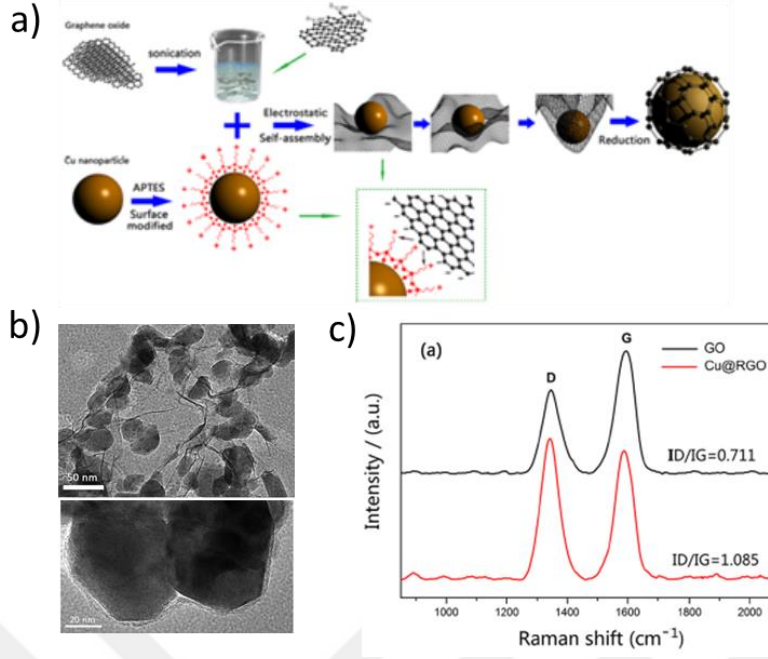 a)
Graphene oxide
sonication
Electrostatic
Self-assembly
Reduction
Cu nanoparticle
APTES
Surface
modified
b)
50 nm
20 nm
c)
(a)
D
G
GO
Cu@RGO
ID/IG=0.711
ID/IG=1.085
Intensity / (a.u.)
1000 1200 1400 1600 1800 2000
Raman shift (cm⁻¹)